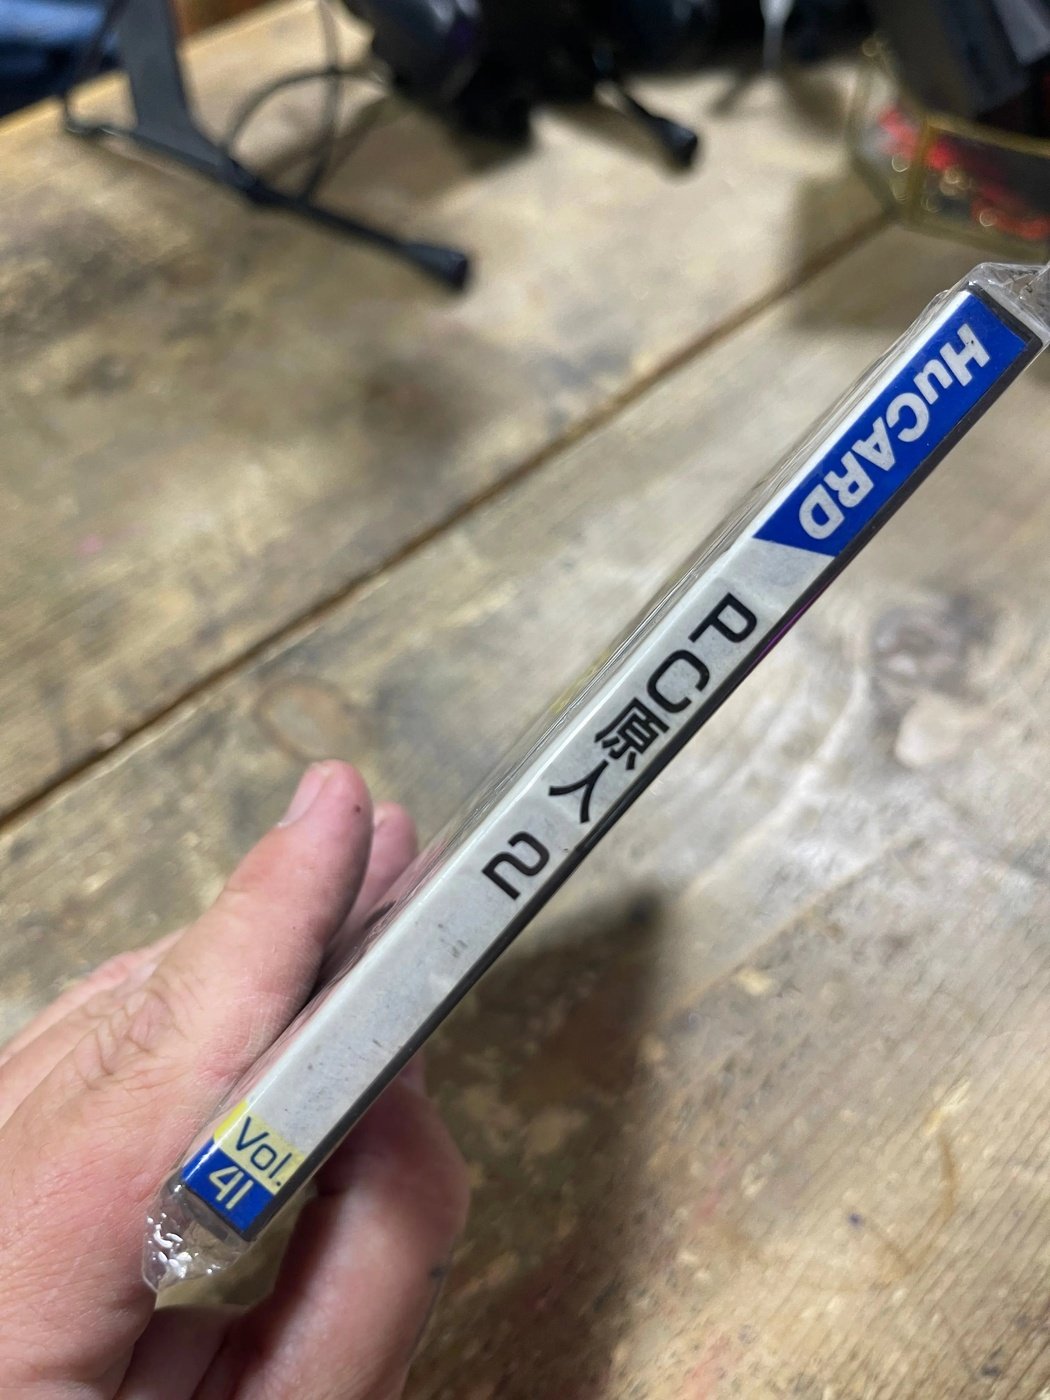 HuCARD
PC原人2
Vol.
41